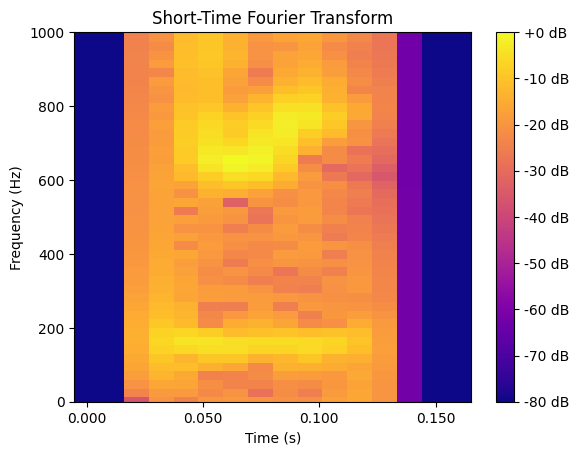 Short-Time Fourier Transform
1000
800
600
400
200
0
Frequency (Hz)
0.000
0.050
0.100
0.150
Time (s)
+0 dB
-10 dB
-20 dB
-30 dB
-40 dB
-50 dB
-60 dB
-70 dB
-80 dB